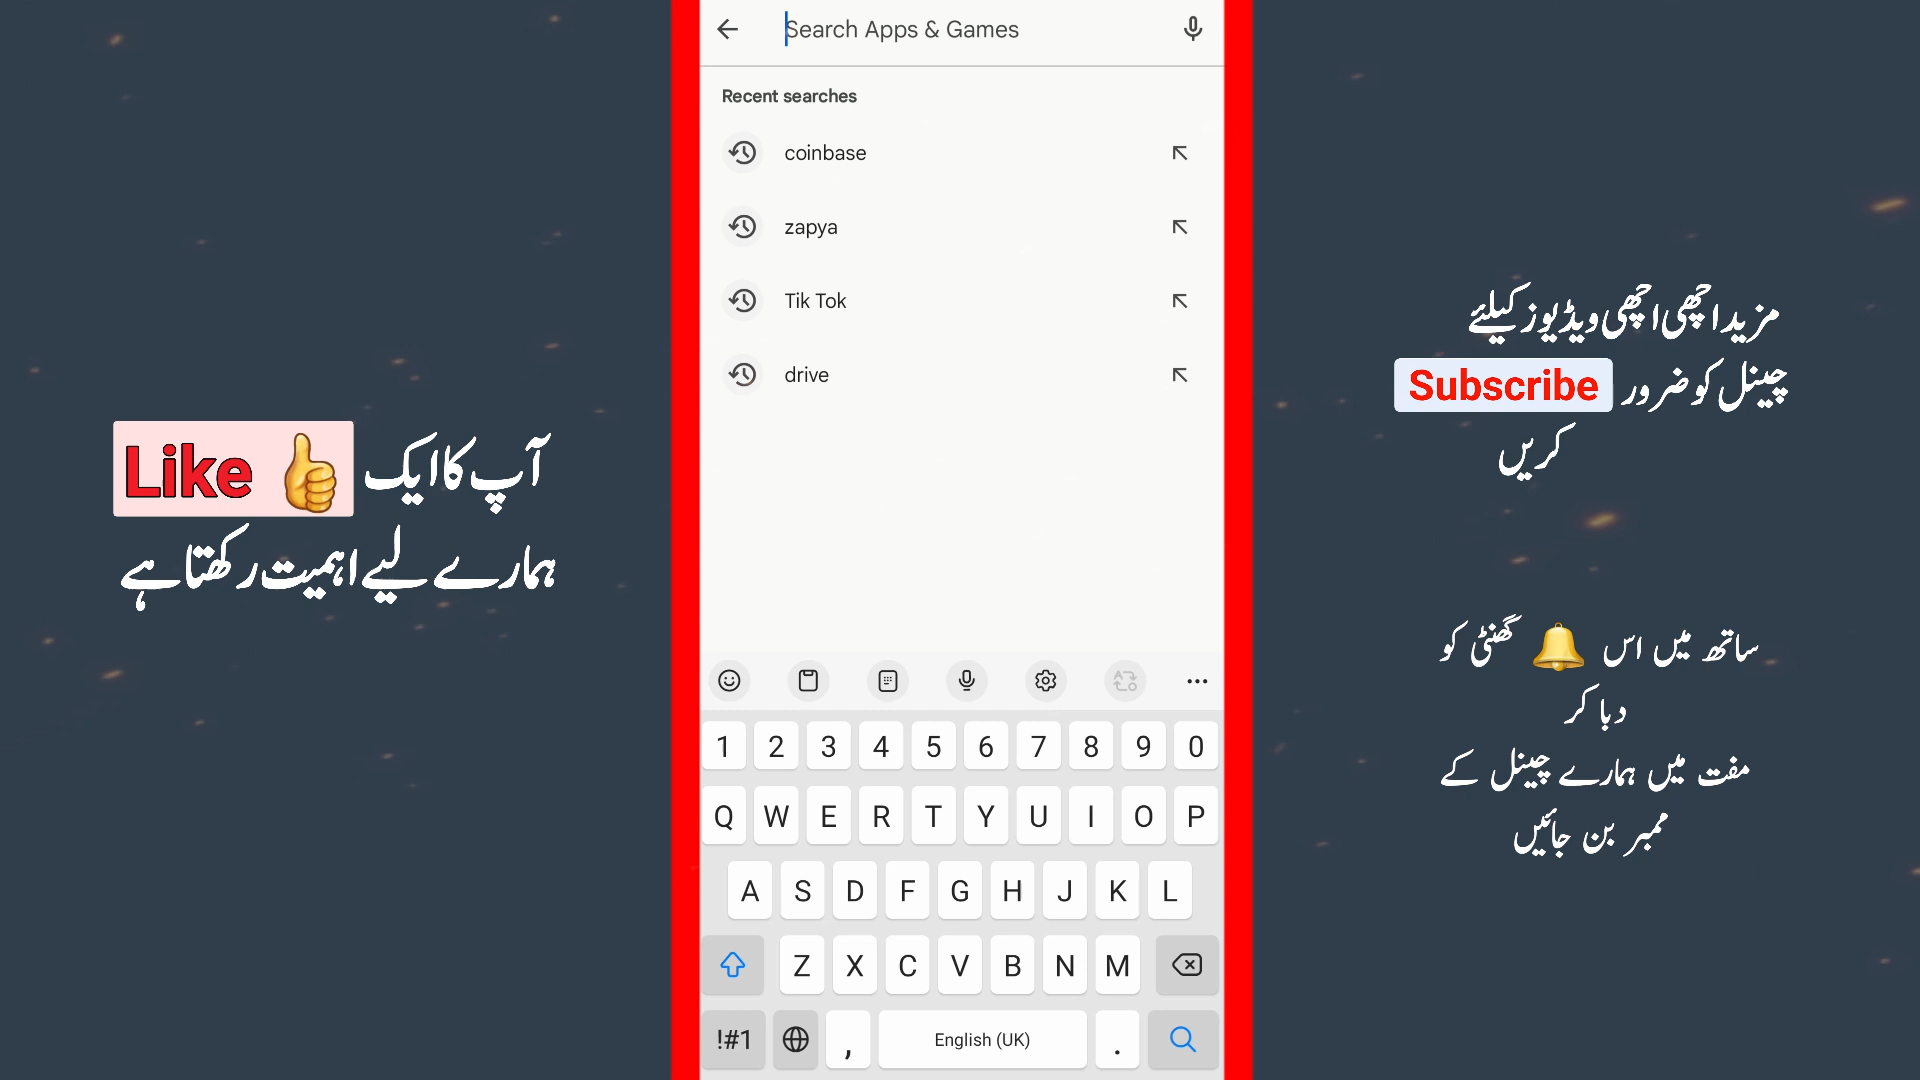 Search Apps & Games
Recent searches
coinbase
zapya
Tik Tok
drive
1 2 3 4 5 6 7 8 9 0
Q W E R T Y U I O P
A S D F G H J K L
Z X C V B N M
!#1 , English (UK) .
آپ کا ایک Like 👍
ہمارے لیے اہمیت رکھتا ہے
مزید اچھی اچھی ویڈیوز کیلئے
چینل کو ضرور Subscribe
کریں
ساتھ میں اس 🔔 گھنٹی کو
دبا کر
مفت میں ہمارے چینل کے
ممبر بن جائیں